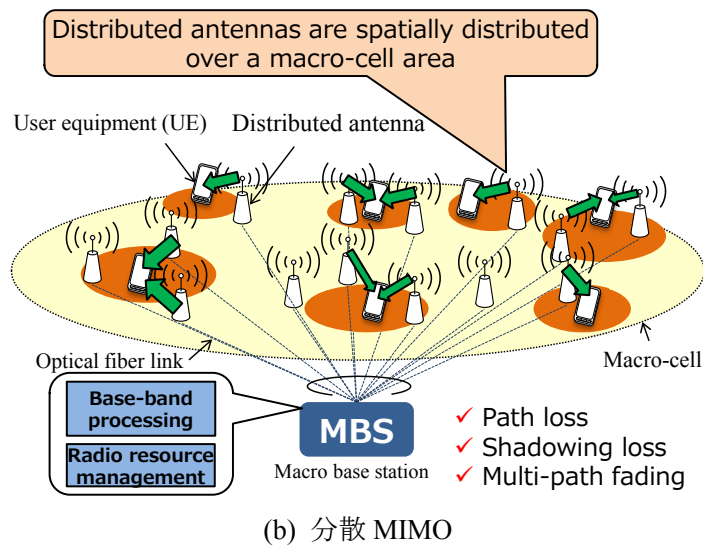 Distributed antennas are spatially distributed
over a macro-cell area
User equipment (UE)
Distributed antenna
Optical fiber link
Macro-cell
Base-band
processing
Radio resource
management
MBS
Macro base station
✓ Path loss
✓ Shadowing loss
✓ Multi-path fading
(b) 分散 MIMO